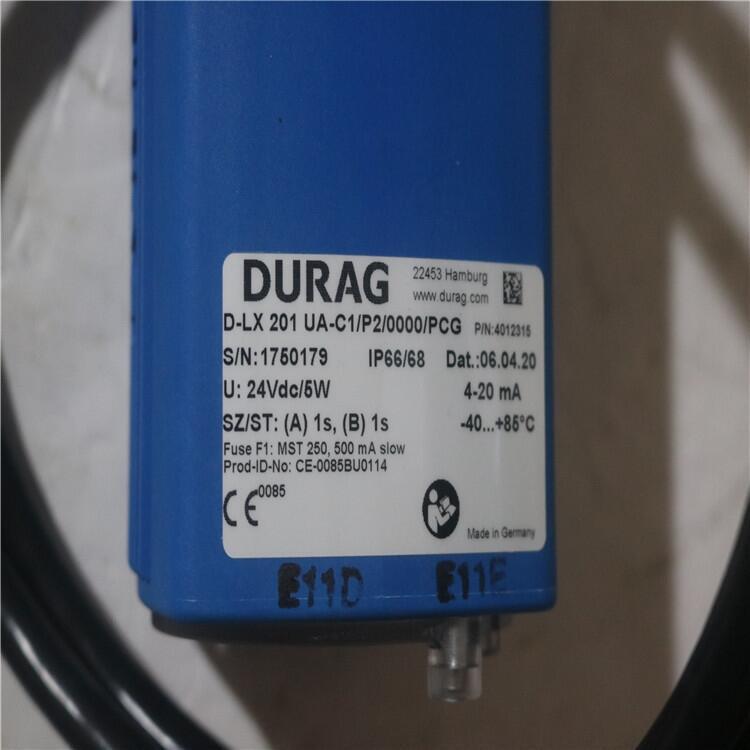 DURAG
22453 Hamburg
www.durag.com
D-LX 201 UA-C1/P2/0000/PCG P/N:4012315
S/N:1750179 IP66/68 Dat.:06.04.20
U: 24Vdc/5W 4-20 mA
SZ/ST: (A) 1s, (B) 1s -40...+85°C
Fuse F1: MST 250, 500 mA slow
Prod-ID-No: CE-0085BU0114
CE 0085
Made in Germany
E11D E11E